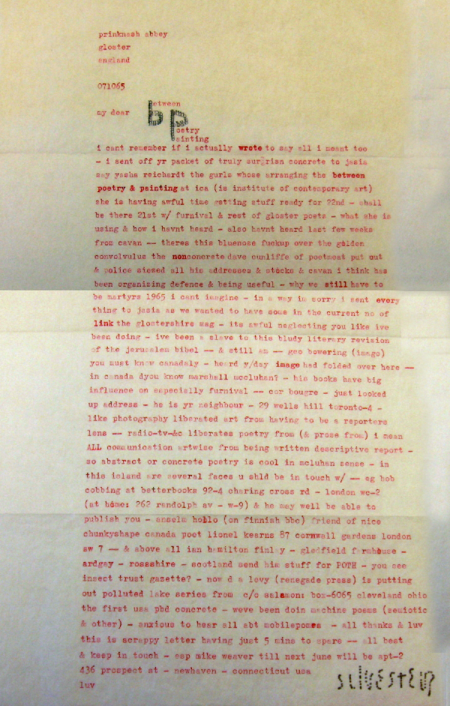 prinknash abbey
gloster
england
071065
my dear between
bp
poetry
painting
i cant remember if i actually wrote to say all i meant too
- i sent off yr packet of truly concrete to jasia
say yasha reichardt the gurls whose arranging the between
poetry & painting at ica (is institute of contemporary art)
she is having awful time getting stuff ready for 22nd - shall
be there 21st w/ furnival & rest of gloster poets - what she is
using & how i havnt heard - also havnt heard last few weeks
from cavan -- theres this bluenose fuckup over the golden
convolvulus the nonconcrete dave cunliffe of poetmeat put out
& police siezed all his addresses & stocks & cavan i think has
been organizing defence & being useful - why we still have to
be martyrs 1965 i cant imagine - in a way im sorry i sent every
thing to jasia as we wanted to have some in the current no of
link the glostershire mag - its awful neglecting you like ive
been doing - ive been a slave to this bludy literary revision
of the jerusalem bibel -- & still am -- geo bowering (imago)
you must know canadaly - heard y/day image had folded over here --
in canada &you know marshall mccluhan? - his books have big
influence on especially furnival -- cur bougre - just looked
up address - he is yr neighbour - 29 wells hill toronto-4 -
like photography liberated art from having to be a reporters
lens -- radio-tv-&c liberates poetry from (& prose from) i mean
ALL communication artwise from being written descriptive report -
so abstract or concrete poetry is cool in mcluhan sense - in
this island are several faces u shld be in touch w/ -- eg bob
cobbing at betterbooks 92-4 charing cross rd - london wc-2
(at home: 262 randolph av - w-9) & he may well be able to
publish you - anselm hollo (on finnish bbc) friend of nice
chunkyshape canada poet lionel kearns 87 cornwall gardens london
sw 7 -- & above all ian hamilton finlay - gledfield farmhouse -
ardgay - rossshire - scotland send him stuff for POTH - you see
insect trust gazette? - now d a levy (renegade press) is putting
out polluted lake series from c/o salamon: box-6065 cleveland ohio
the first usa phd concrete - weve been doin machine poems (semiotic
& other) - anxious to hear all abt mobilepoems - all thanks & luv
this is scrappy letter having just 5 mins to spare -- all best
& keep in touch - esp mike weaver till next june will be apt-2
436 prospect st - newhaven - connecticut usa
luv
SILVESTER